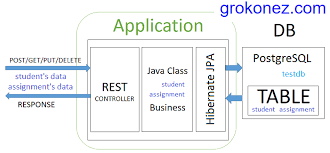 grokonez.com
Application
DB
POST/GET/PUT/DELETE
student's data
assignment's data
RESPONSE
REST
CONTROLLER
Java Class
student
assignment
Business
Hibernate JPA
PostgreSQL
testdb
TABLE
student assignment